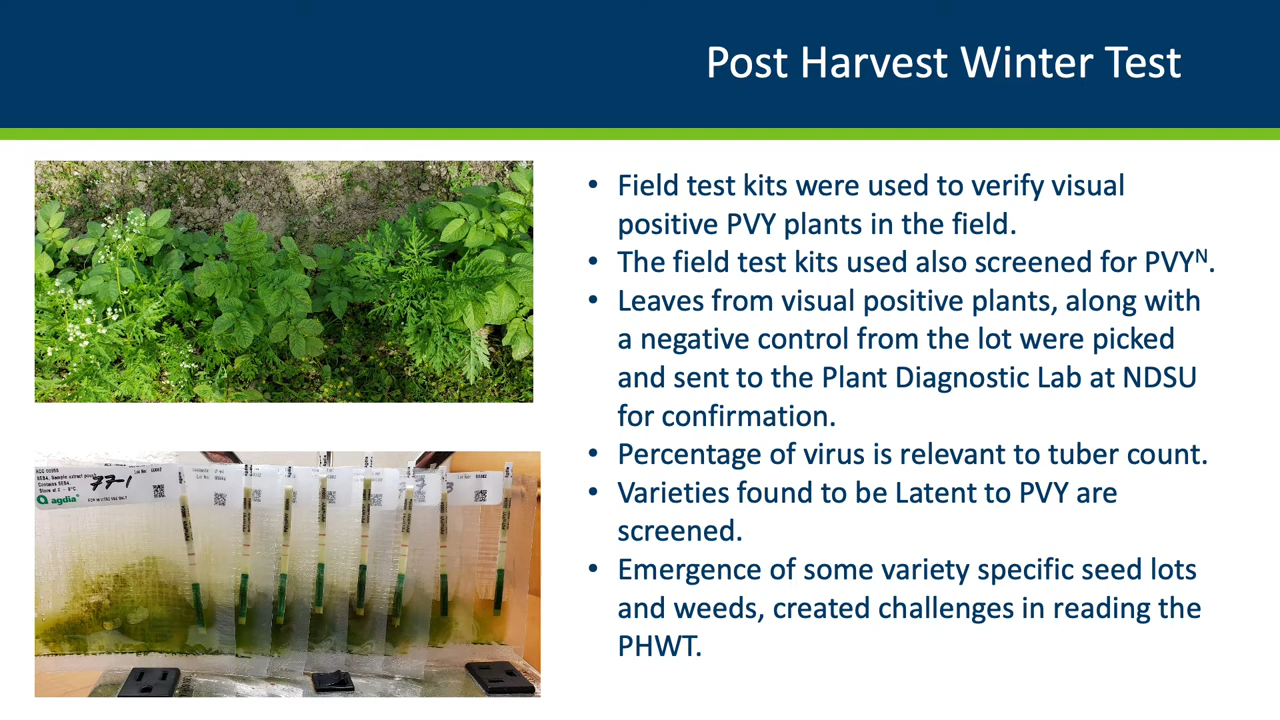 Post Harvest Winter Test
• Field test kits were used to verify visual
positive PVY plants in the field.
• The field test kits used also screened for PVYᴺ.
• Leaves from visual positive plants, along with
a negative control from the lot were picked
and sent to the Plant Diagnostic Lab at NDSU
for confirmation.
• Percentage of virus is relevant to tuber count.
• Varieties found to be Latent to PVY are
screened.
• Emergence of some variety specific seed lots
and weeds, created challenges in reading the
PHWT.
77-1
agdia